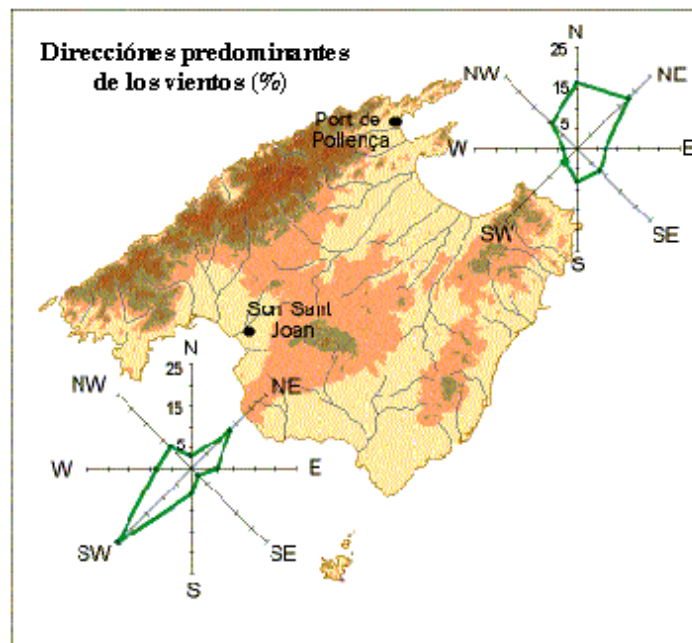 Direcciónes predominantes
de los vientos (%)
Port de
Pollença
N
25
NW
NE
15
5
W
E
SW
SE
S
Son Sant
Joan
N
25
NW
NE
15
5
W
E
SW
SE
S